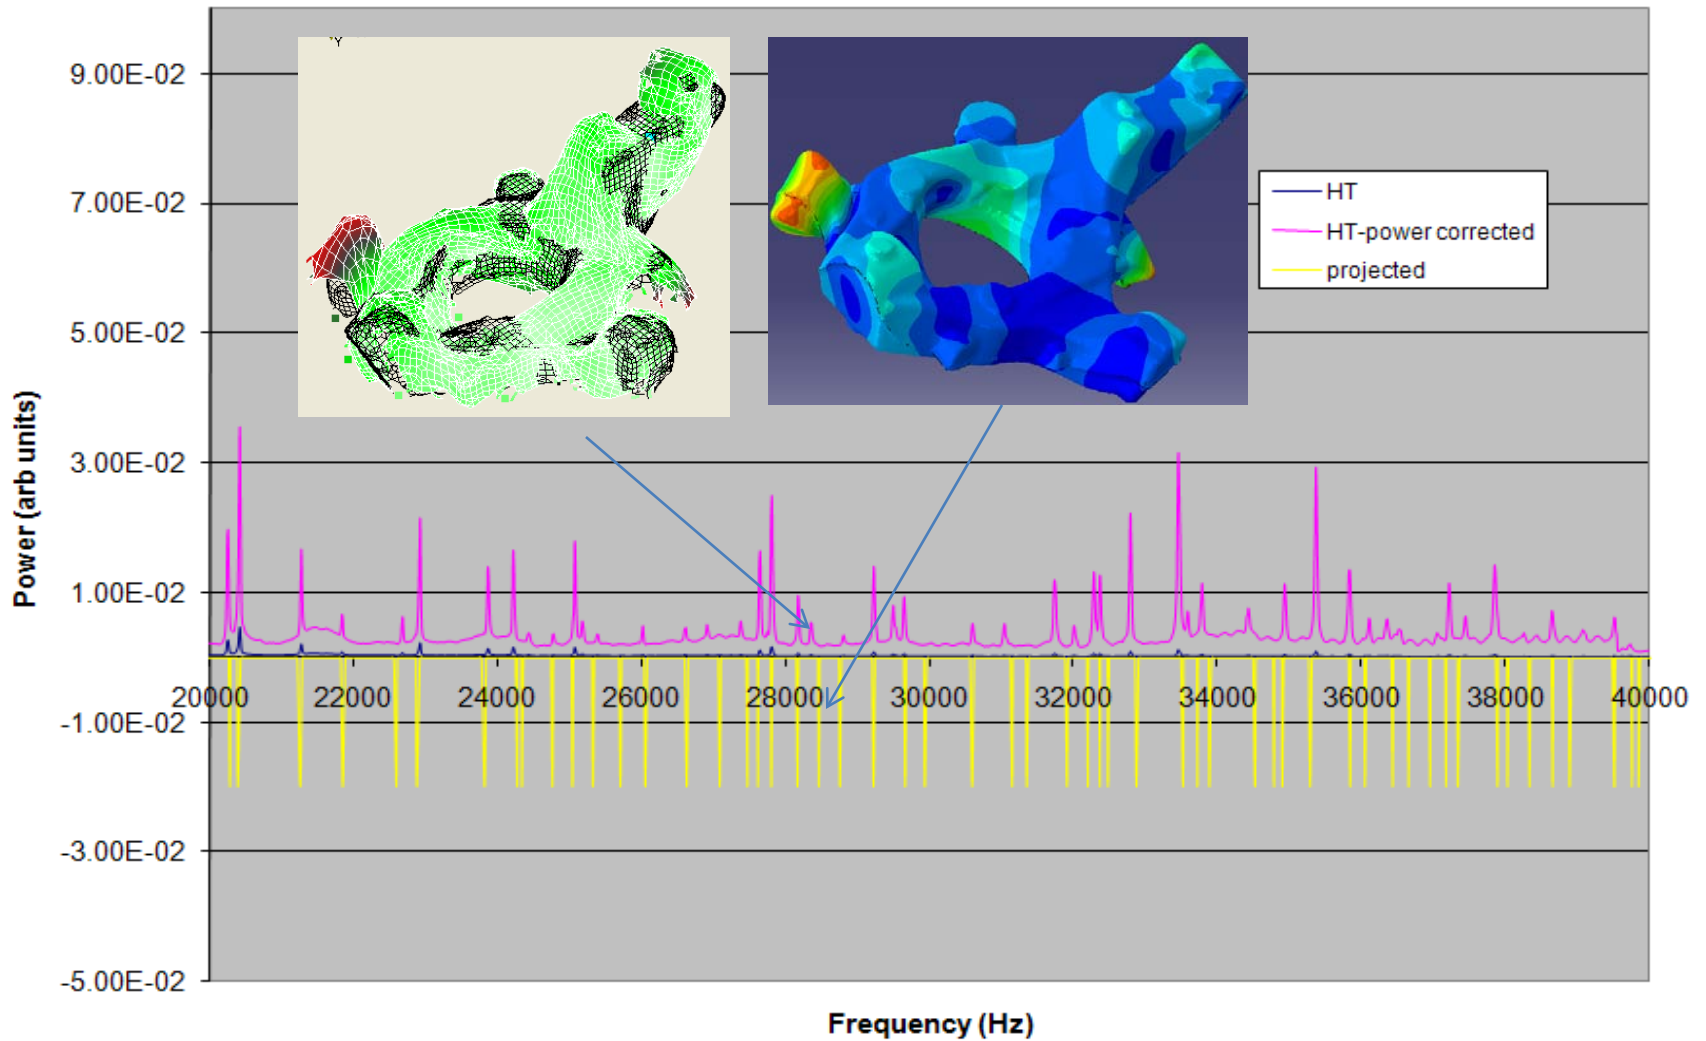 Y
9.00E-02
7.00E-02
5.00E-02
3.00E-02
1.00E-02
-1.00E-02
-3.00E-02
-5.00E-02
Power (arb units)
HT
HT-power corrected
projected
20000 22000 24000 26000 28000 30000 32000 34000 36000 38000 40000
Frequency (Hz)